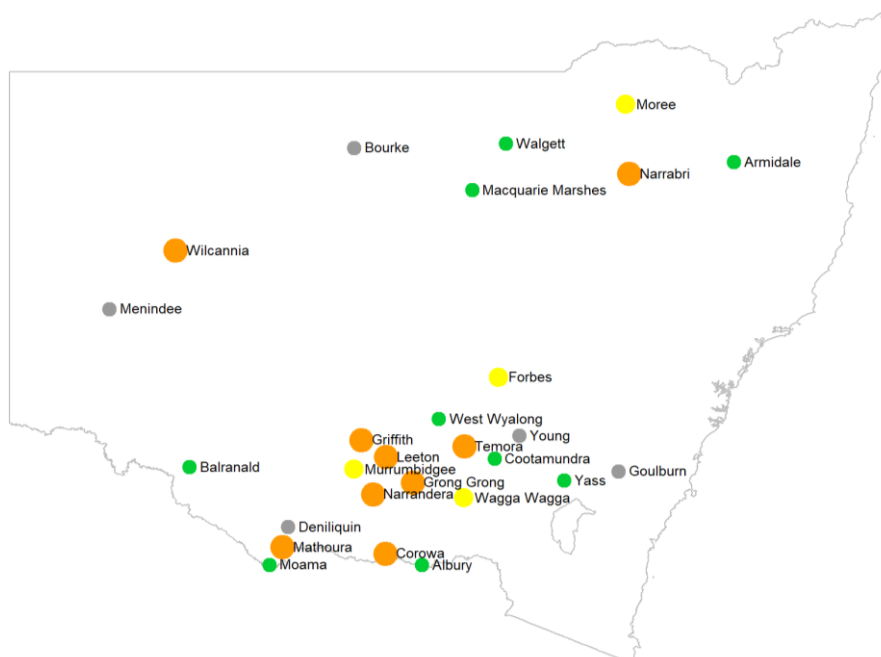 Moree
Bourke
Walgett
Armidale
Narrabri
Macquarie Marshes
Wilcannia
Menindee
Forbes
West Wyalong
Young
Griffith
Temora
Leeton
Cootamundra
Murrumbidgee
Balranald
Goulburn
Yass
Grong Grong
Narrandera
Wagga Wagga
Deniliquin
Mathoura
Corowa
Moama
Albury